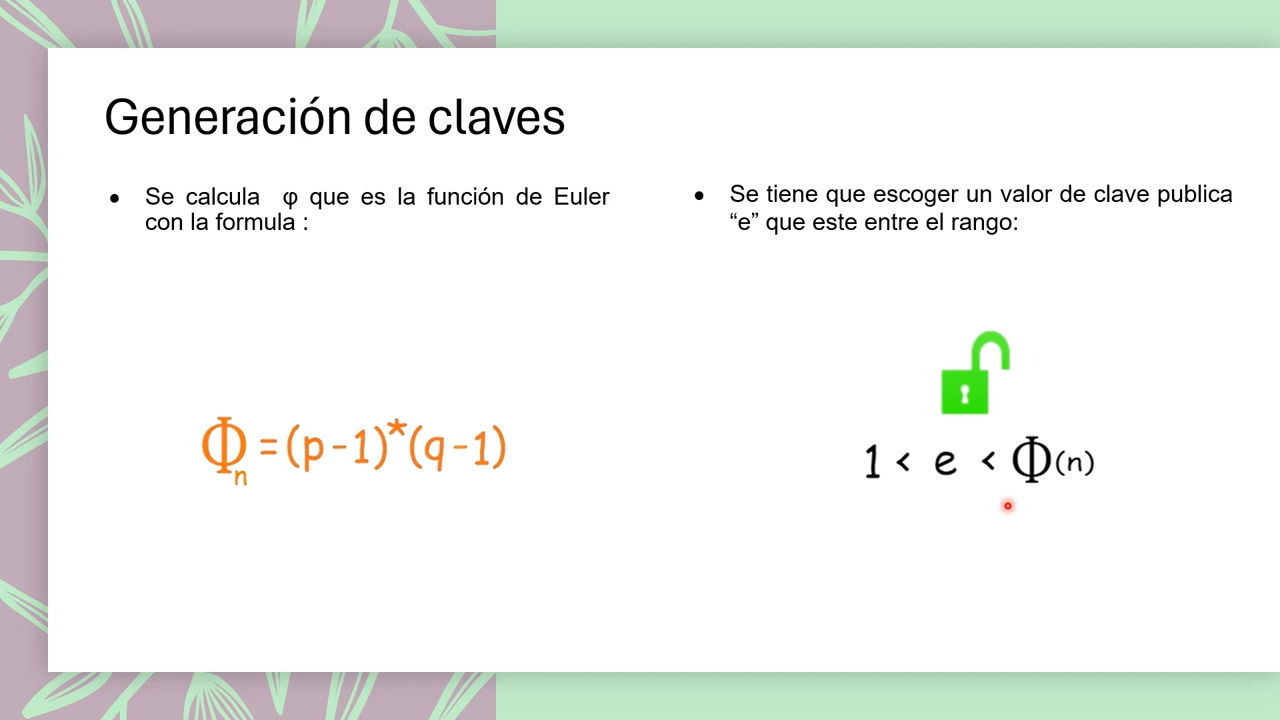 Generación de claves
• Se calcula φ que es la función de Euler
con la formula :
Φn = (p-1)*(q-1)
• Se tiene que escoger un valor de clave publica
“e” que este entre el rango:
1 < e < Φ(n)